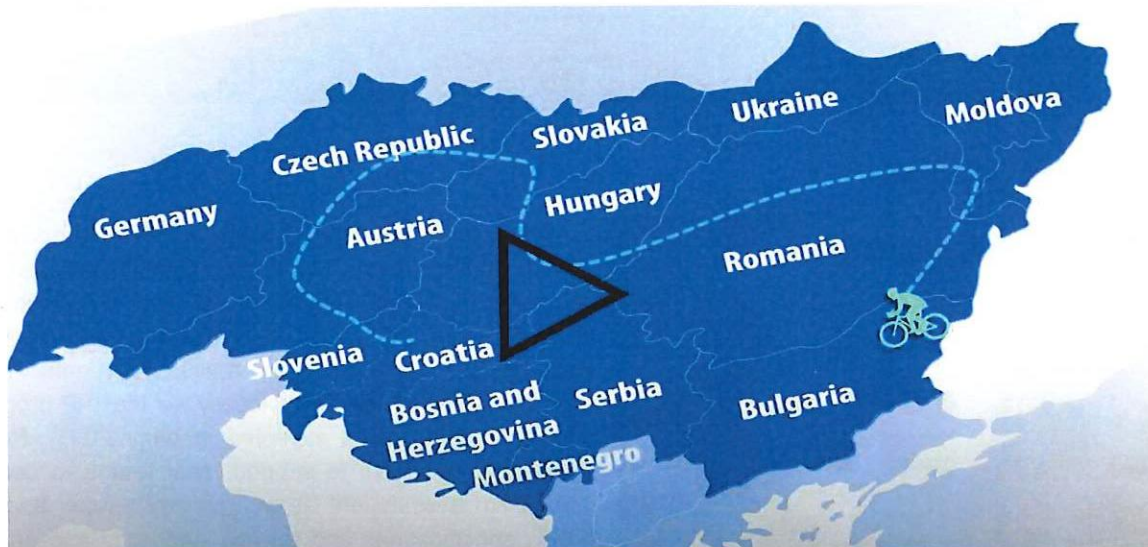 Germany
Czech Republic
Slovakia
Ukraine
Moldova
Austria
Hungary
Romania
Slovenia
Croatia
Bosnia and
Herzegovina
Serbia
Montenegro
Bulgaria